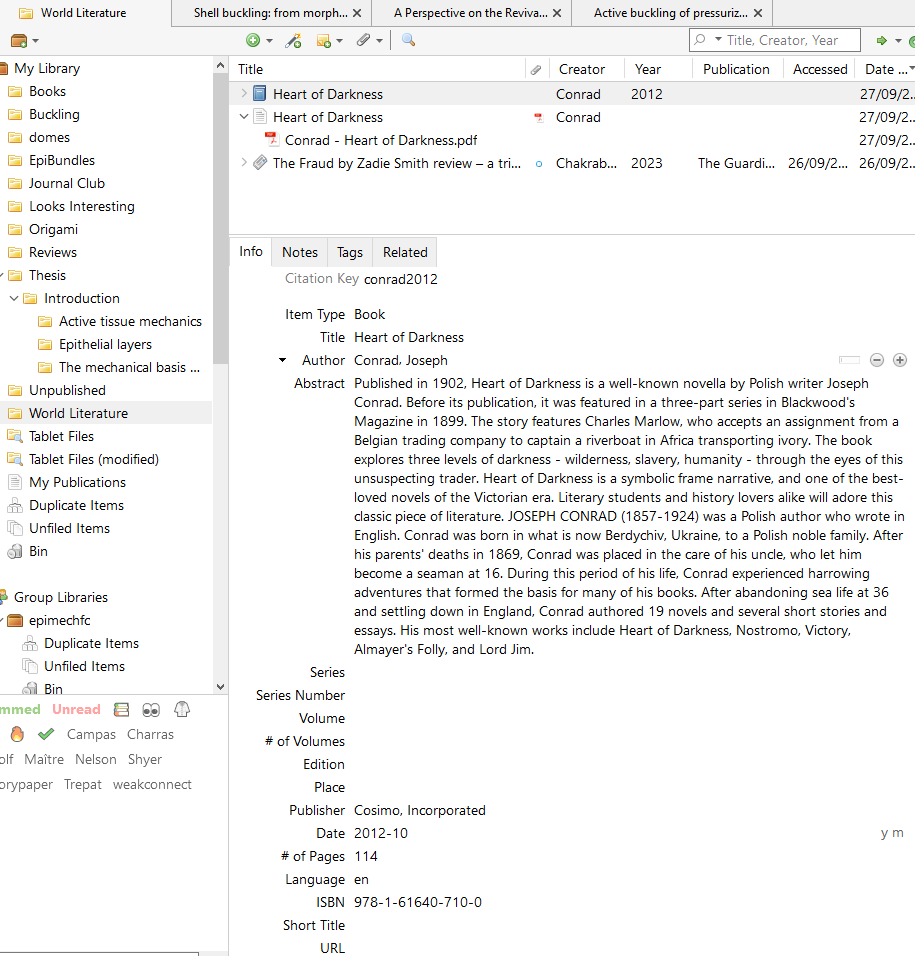 World Literature
Shell buckling: from morph...
A Perspective on the Reviva...
Active buckling of pressuriz...
Title, Creator, Year
My Library
Books
Buckling
domes
EpiBundles
Journal Club
Looks Interesting
Origami
Reviews
Thesis
Introduction
Active tissue mechanics
Epithelial layers
The mechanical basis ...
Unpublished
World Literature
Tablet Files
Tablet Files (modified)
My Publications
Duplicate Items
Unfiled Items
Bin
Group Libraries
epimechfc
Duplicate Items
Unfiled Items
Bin
mmed Unread
Campas Charras
olf Maître Nelson Shyer
orypaper Trepat weakconnect
Title Creator Year Publication Accessed Date ...
Heart of Darkness Conrad 2012 27/09/2...
Heart of Darkness Conrad 27/09/2...
Conrad - Heart of Darkness.pdf 27/09/2...
The Fraud by Zadie Smith review – a tri... Chakrab... 2023 The Guardi... 26/09/2... 26/09/2...
Info Notes Tags Related
Citation Key conrad2012
Item Type Book
Title Heart of Darkness
Author Conrad, Joseph
Abstract Published in 1902, Heart of Darkness is a well-known novella by Polish writer Joseph
Conrad. Before its publication, it was featured in a three-part series in Blackwood's
Magazine in 1899. The story features Charles Marlow, who accepts an assignment from a
Belgian trading company to captain a riverboat in Africa transporting ivory. The book
explores three levels of darkness - wilderness, slavery, humanity - through the eyes of this
unsuspecting trader. Heart of Darkness is a symbolic frame narrative, and one of the best-
loved novels of the Victorian era. Literary students and history lovers alike will adore this
classic piece of literature. JOSEPH CONRAD (1857-1924) was a Polish author who wrote in
English. Conrad was born in what is now Berdychiv, Ukraine, to a Polish noble family. After
his parents' deaths in 1869, Conrad was placed in the care of his uncle, who let him
become a seaman at 16. During this period of his life, Conrad experienced harrowing
adventures that formed the basis for many of his books. After abandoning sea life at 36
and settling down in England, Conrad authored 19 novels and several short stories and
essays. His most well-known works include Heart of Darkness, Nostromo, Victory,
Almayer's Folly, and Lord Jim.
Series
Series Number
Volume
# of Volumes
Edition
Place
Publisher Cosimo, Incorporated
Date 2012-10 y m
# of Pages 114
Language en
ISBN 978-1-61640-710-0
Short Title
URL